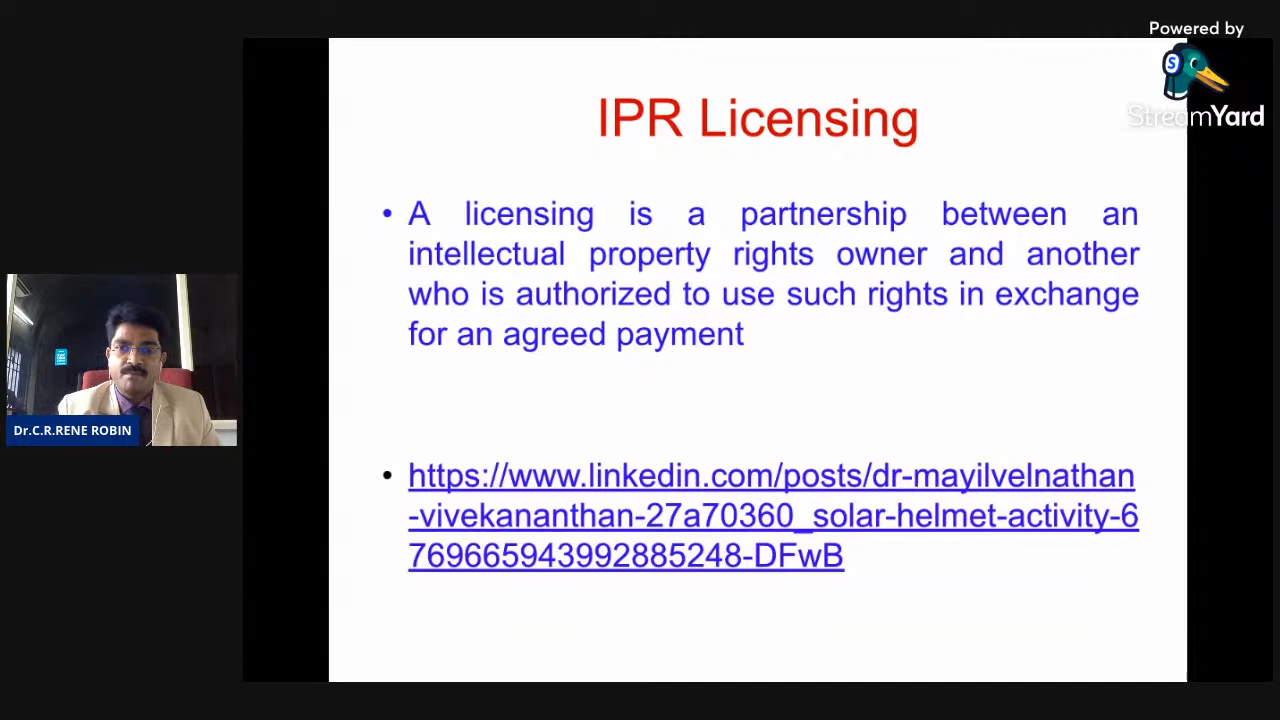 Powered by
StreamYard
IPR Licensing
• A licensing is a partnership between an
intellectual property rights owner and another
who is authorized to use such rights in exchange
for an agreed payment
• https://www.linkedin.com/posts/dr-mayilvelnathan
-vivekananthan-27a70360_solar-helmet-activity-6
769665943992885248-DFwB
Dr.C.R.RENE ROBIN